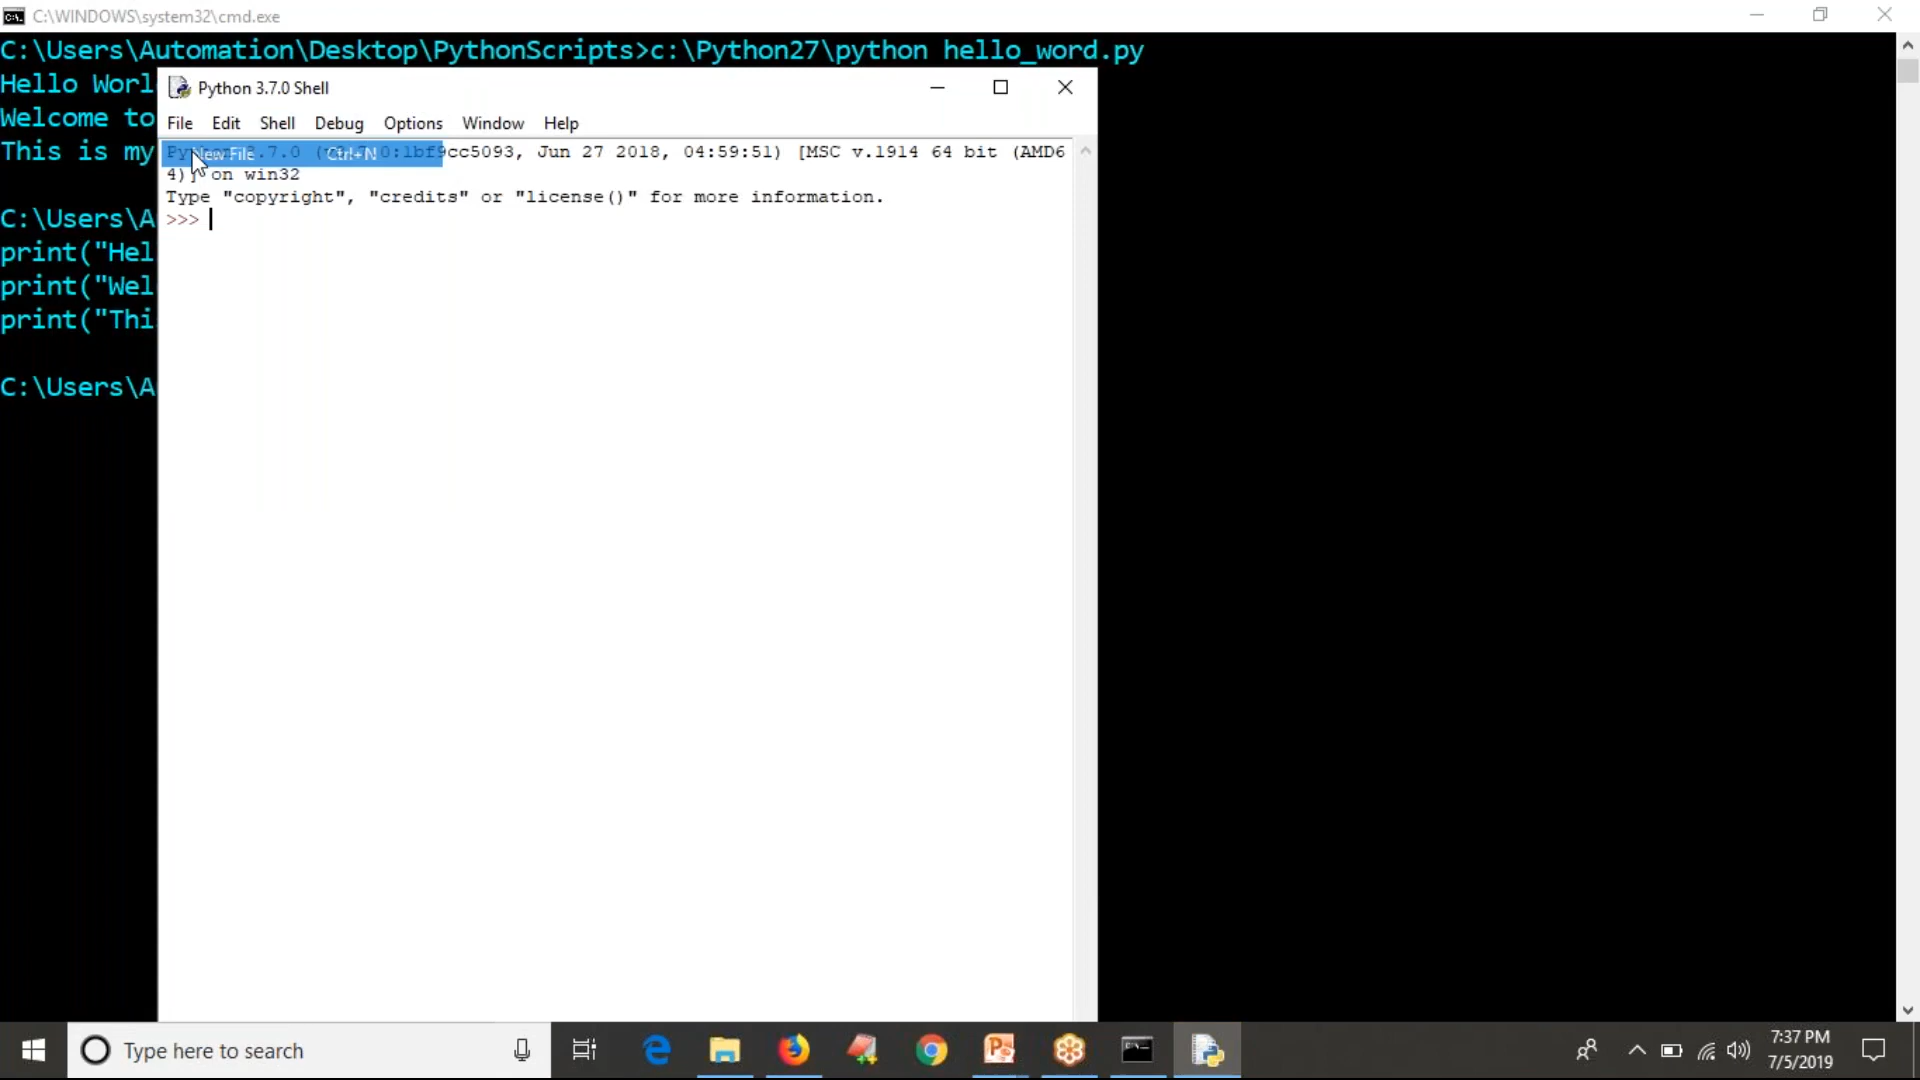 C:\WINDOWS\system32\cmd.exe
C:\Users\Automation\Desktop\PythonScripts>c:\Python27\python hello_word.py
Hello Worl
Welcome to
This is my
C:\Users\A
print("Hel
print("Wel
print("Thi
C:\Users\A
Python 3.7.0 Shell
File Edit Shell Debug Options Window Help
New File Ctrl+N
0:1bf9cc5093, Jun 27 2018, 04:59:51) [MSC v.1914 64 bit (AMD6
4)] on win32
Type "copyright", "credits" or "license()" for more information.
>>>
Type here to search
7:37 PM
7/5/2019